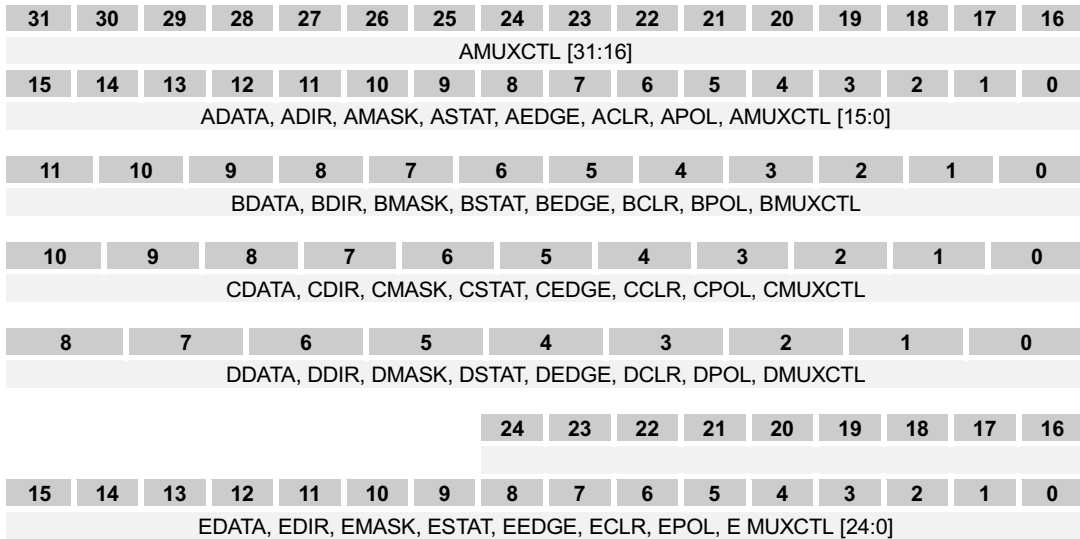 31 30 29 28 27 26 25 24 23 22 21 20 19 18 17 16
AMUXCTL [31:16]
15 14 13 12 11 10 9 8 7 6 5 4 3 2 1 0
ADATA, ADIR, AMASK, ASTAT, AEDGE, ACLR, APOL, AMUXCTL [15:0]
11 10 9 8 7 6 5 4 3 2 1 0
BDATA, BDIR, BMASK, BSTAT, BEDGE, BCLR, BPOL, BMUXCTL
10 9 8 7 6 5 4 3 2 1 0
CDATA, CDIR, CMASK, CSTAT, CEDGE, CCLR, CPOL, CMUXCTL
8 7 6 5 4 3 2 1 0
DDATA, DDIR, DMASK, DSTAT, DEDGE, DCLR, DPOL, DMUXCTL
24 23 22 21 20 19 18 17 16
15 14 13 12 11 10 9 8 7 6 5 4 3 2 1 0
EDATA, EDIR, EMASK, ESTAT, EEDGE, ECLR, EPOL, E MUXCTL [24:0]